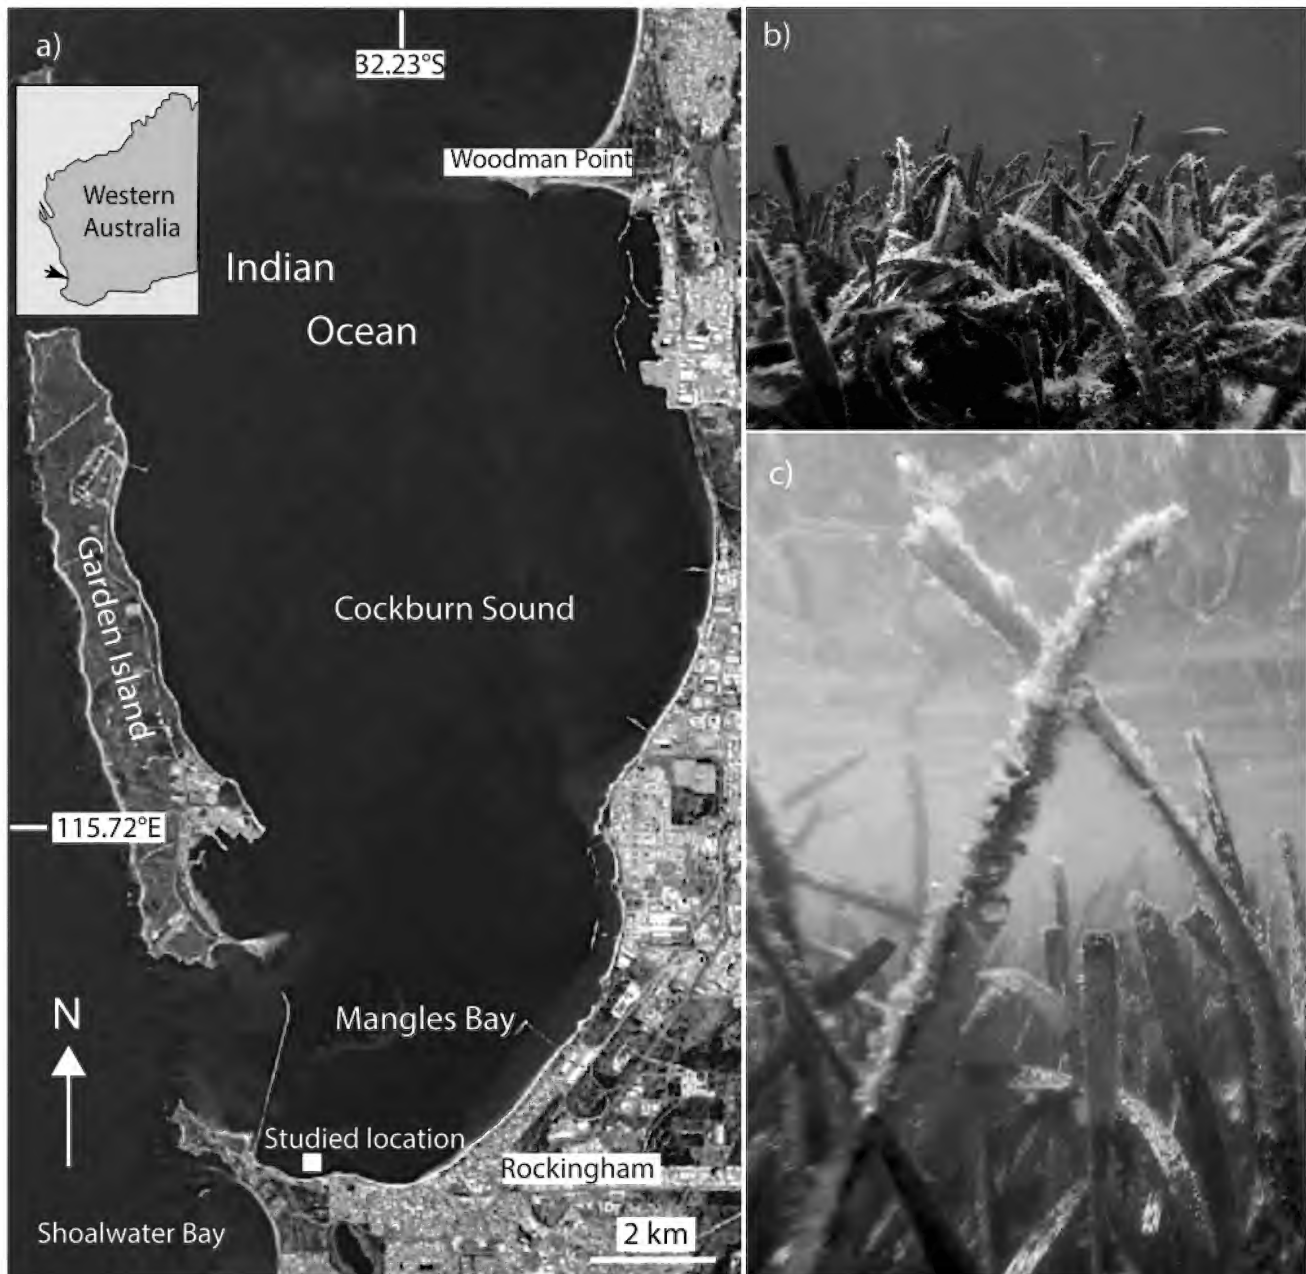 a)
32.23°S
Woodman Point
Western
Australia
Indian
Ocean
Garden Island
Cockburn Sound
115.72°E
N
Mangles Bay
Studied location
Rockingham
Shoalwater Bay
2 km
b)
c)